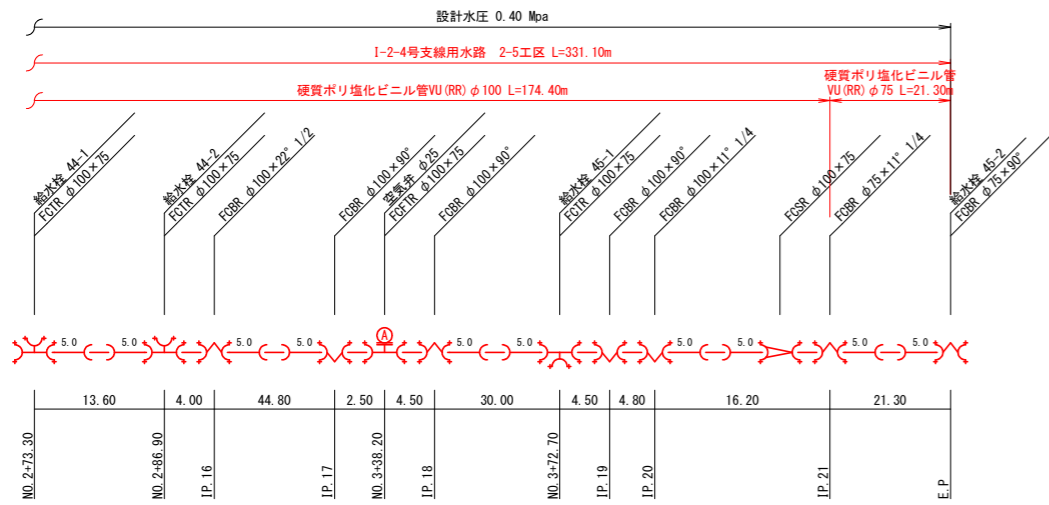 設計水圧 0.40 Mpa
I-2-4号支線用水路 2-5工区 L=331.10m
硬質ポリ塩化ビニル管VU(RR)φ100 L=174.40m
硬質ポリ塩化ビニル管
VU(RR)φ75 L=21.30m
給水栓 44-1
FCTR φ100×75
給水栓 44-2
FCTR φ100×75
FCBR φ100×22° 1/2
FCBR φ100×90°
空気弁 φ25
FCFTR φ100×75
FCBR φ100×90°
給水栓 45-1
FCTR φ100×75
FCBR φ100×90°
FCBR φ100×11° 1/4
FCSR φ100×75
FCBR φ75×11° 1/4
給水栓 45-2
FCBR φ75×90°
5.0 5.0 5.0 5.0 A 5.0 5.0 5.0 5.0 5.0 5.0
13.60 4.00 44.80 2.50 4.50 30.00 4.50 4.80 16.20 21.30
NO.2+73.30
NO.2+86.90
IP.16
IP.17
NO.3+38.20
IP.18
NO.3+72.70
IP.19
IP.20
IP.21
E.P